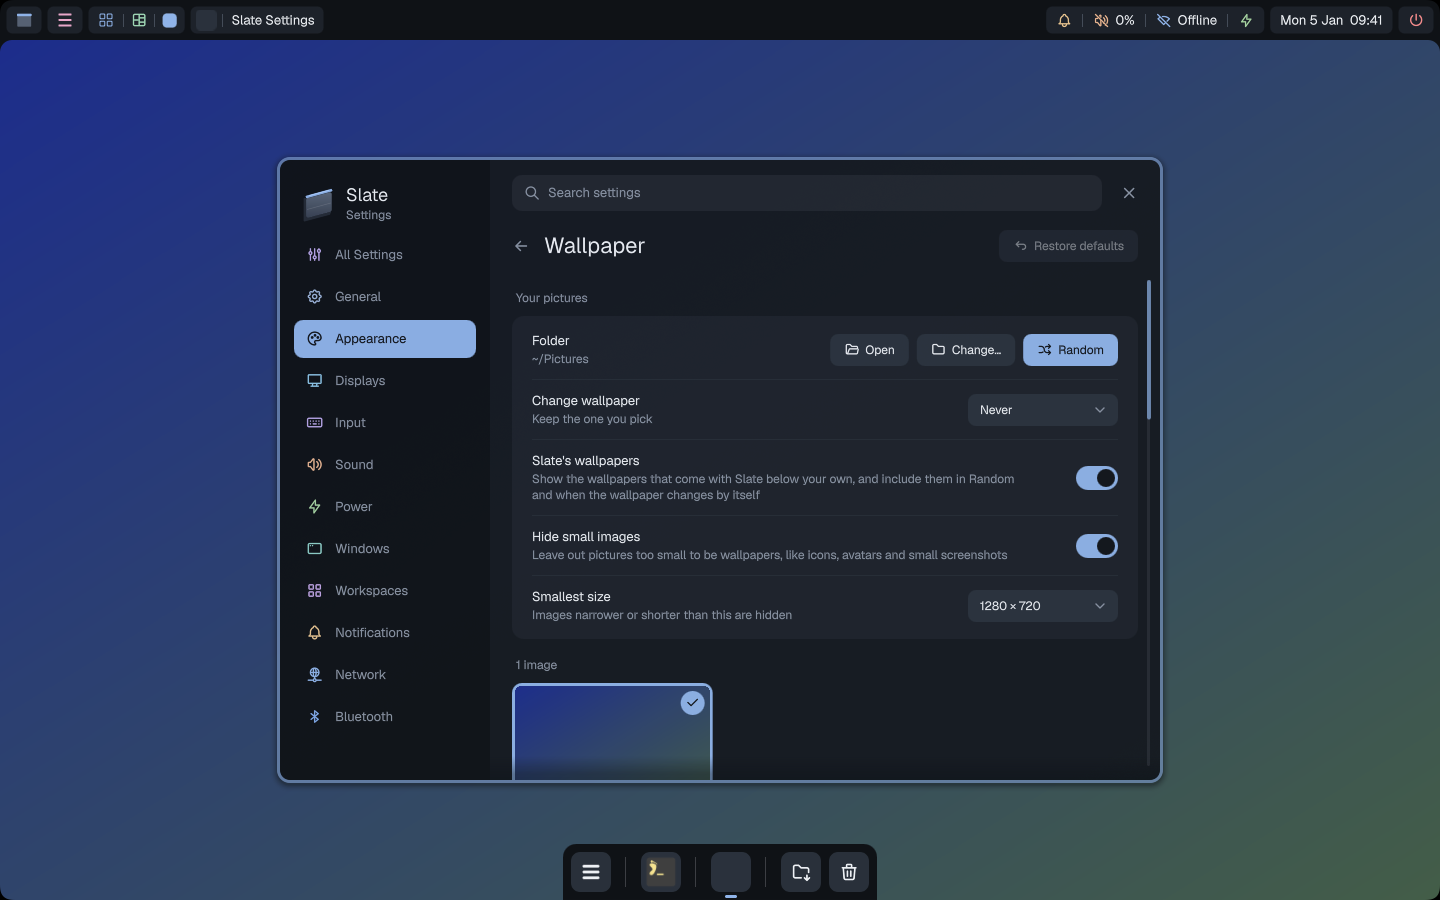 Slate Settings
0%
Offline
Mon 5 Jan 09:41
Slate
Settings
Search settings
All Settings
General
Appearance
Displays
Input
Sound
Power
Windows
Workspaces
Notifications
Network
Bluetooth
Wallpaper
Restore defaults
Your pictures
Folder
~/Pictures
Open
Change...
Random
Change wallpaper
Keep the one you pick
Never
Slate's wallpapers
Show the wallpapers that come with Slate below your own, and include them in Random
and when the wallpaper changes by itself
Hide small images
Leave out pictures too small to be wallpapers, like icons, avatars and small screenshots
Smallest size
Images narrower or shorter than this are hidden
1280 × 720
1 image